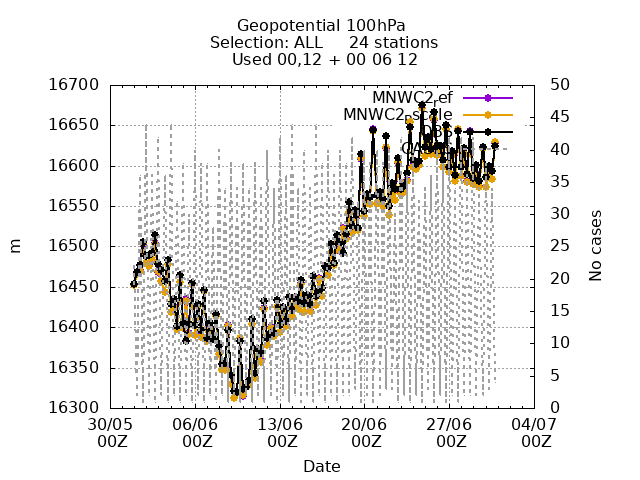 Geopotential 100hPa
Selection: ALL 24 stations
Used 00,12 + 00 06 12
16700
16650
16600
16550
16500
16450
16400
16350
16300
m
50
45
40
35
30
25
20
15
10
5
0
No cases
MNWC2_ref
MNWC2_pscale
30/05 06/06 13/06 20/06 27/06 04/07
00Z 00Z 00Z 00Z 00Z 00Z
Date